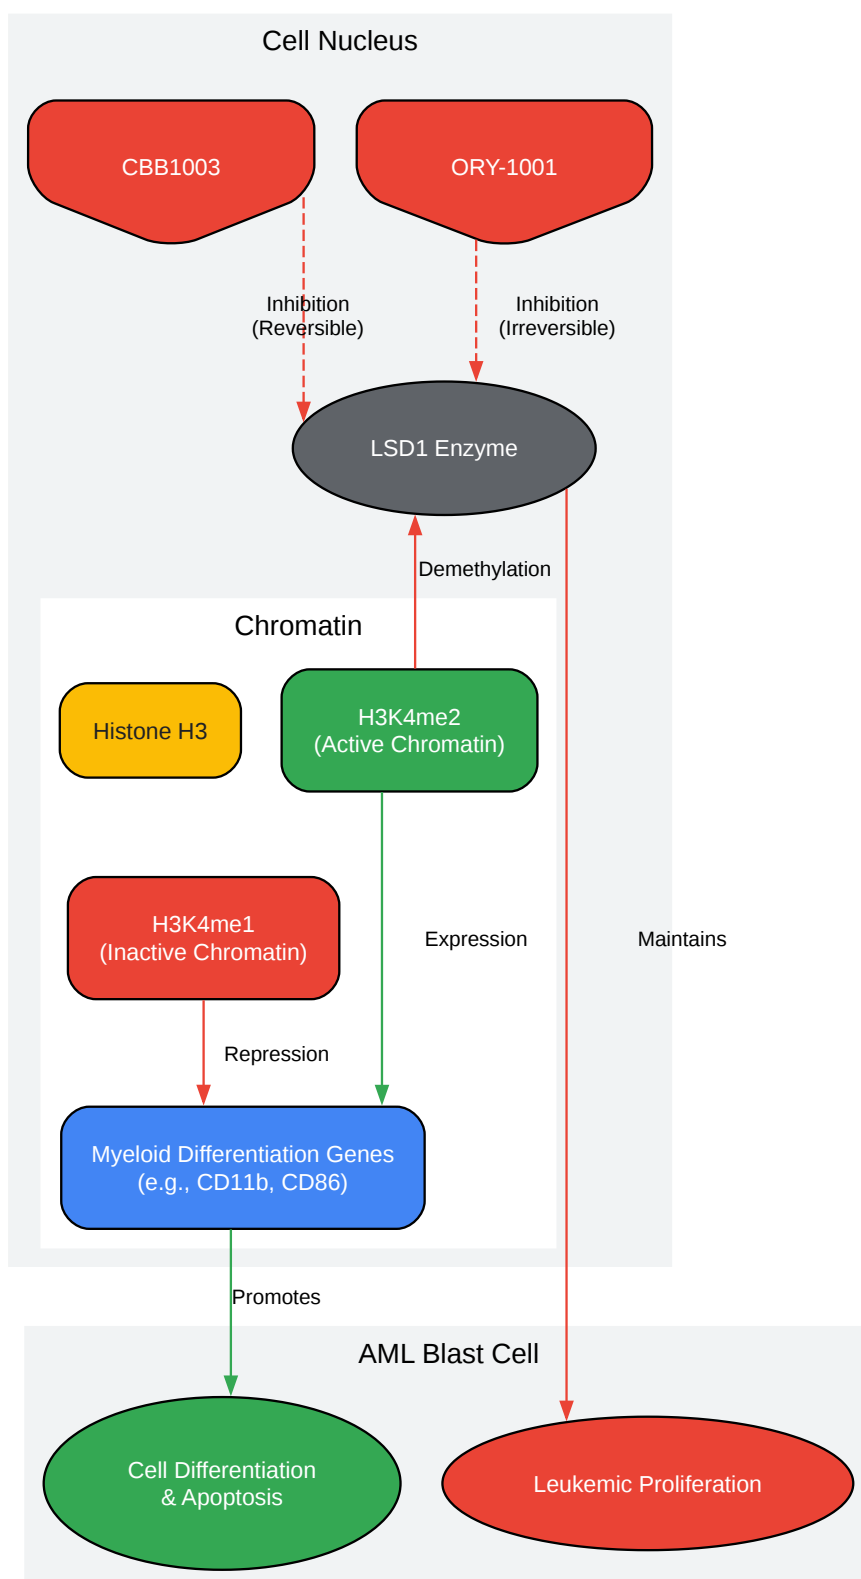 Cell Nucleus
CBB1003
ORY-1001
Inhibition
(Reversible)
Inhibition
(Irreversible)
LSD1 Enzyme
Demethylation
Chromatin
Histone H3
H3K4me2
(Active Chromatin)
H3K4me1
(Inactive Chromatin)
Expression
Maintains
Repression
Myeloid Differentiation Genes
(e.g., CD11b, CD86)
Promotes
AML Blast Cell
Cell Differentiation
& Apoptosis
Leukemic Proliferation